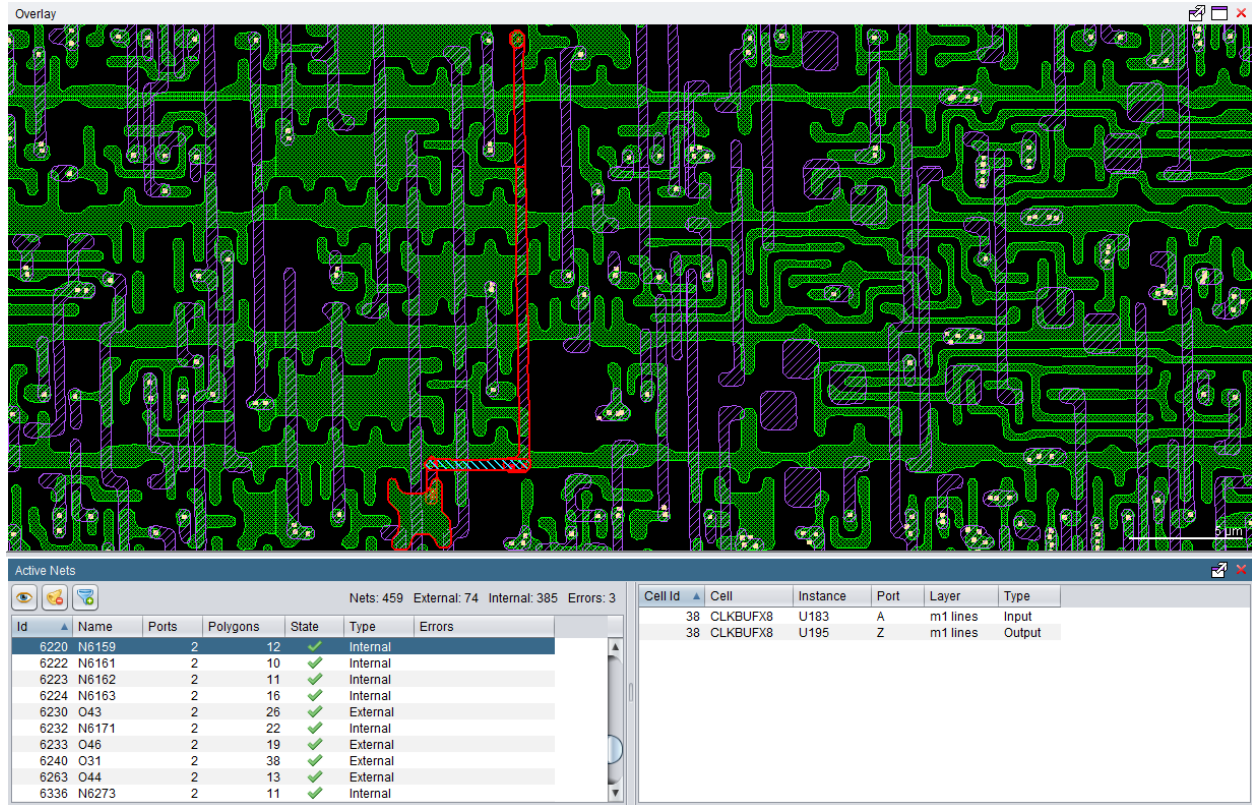 Overlay
5 µm
Active Nets
Nets: 459 External: 74 Internal: 385 Errors: 3
Id Name Ports Polygons State Type Errors
6220 N6159 2 12 Internal
6222 N6161 2 10 Internal
6223 N6162 2 11 Internal
6224 N6163 2 16 Internal
6230 O43 2 26 External
6232 N6171 2 22 Internal
6233 O46 2 19 External
6240 O31 2 38 External
6263 O44 2 13 External
6336 N6273 2 11 Internal
Cell Id Cell Instance Port Layer Type
38 CLKBUFX8 U183 A m1 lines Input
38 CLKBUFX8 U195 Z m1 lines Output